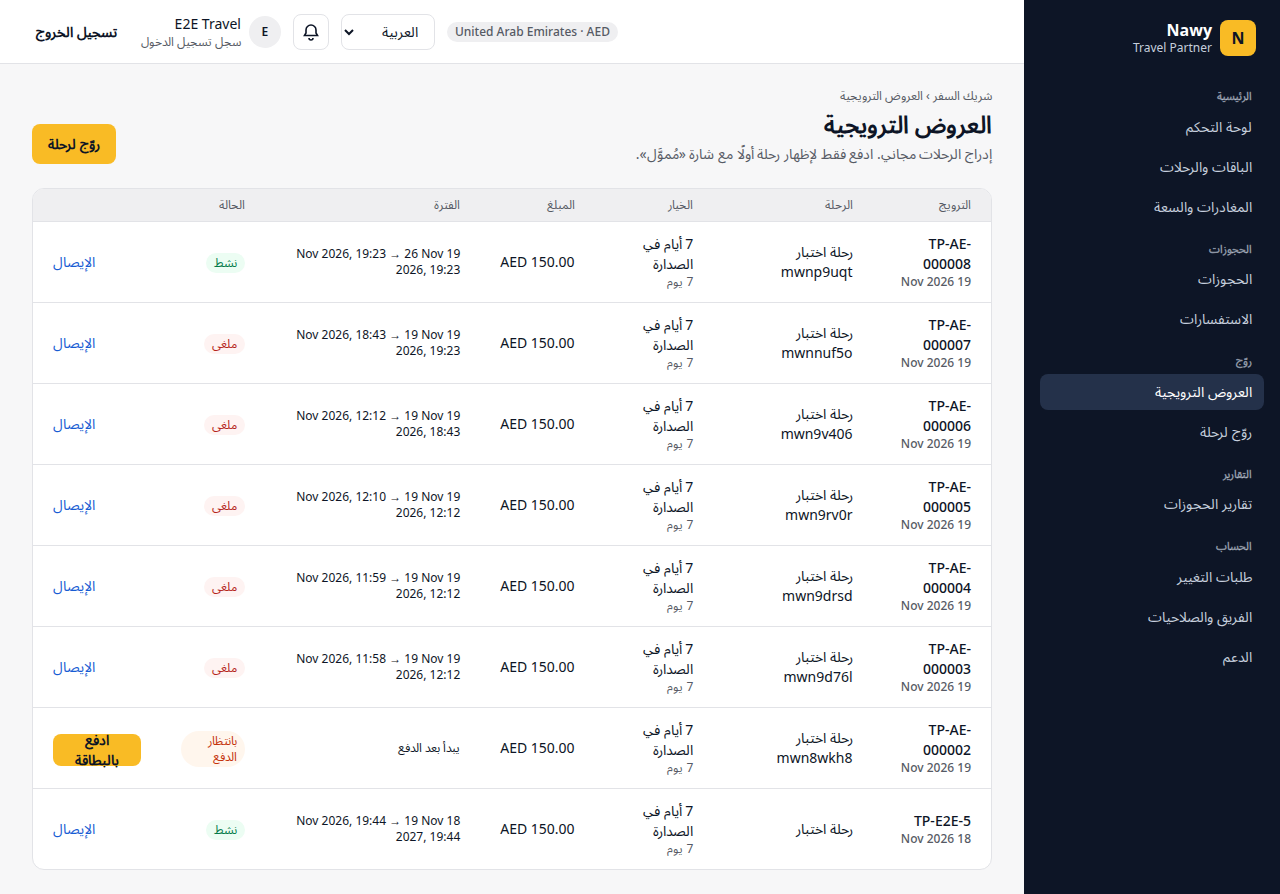 Nawy
Travel Partner
N
الرئيسية
لوحة التحكم
الباقات والرحلات
المغادرات والسعة
الحجوزات
الحجوزات
الاستفسارات
روّج
العروض الترويجية
روّج لرحلة
التقارير
تقارير الحجوزات
الحساب
طلبات التغيير
الفريق والصلاحيات
الدعم
United Arab Emirates · AED
العربية
E
E2E Travel
سجل تسجيل الدخول
تسجيل الخروج
شريك السفر › العروض الترويجية
العروض الترويجية
إدراج الرحلات مجاني. ادفع فقط لإظهار رحلة أولًا مع شارة «مُموَّل».
روّج لرحلة
الترويج الرحلة الخيار المبلغ الفترة الحالة
TP-AE-
000008
19 Nov 2026
رحلة اختبار
mwnp9uqt
7 أيام في
الصدارة
7 يوم
AED 150.00
19 Nov 2026, 19:23 → 26 Nov
2026, 19:23
نشط
الإيصال
TP-AE-
000007
19 Nov 2026
رحلة اختبار
mwnnuf5o
7 أيام في
الصدارة
7 يوم
AED 150.00
19 Nov 2026, 18:43 → 19 Nov
2026, 19:23
ملغى
الإيصال
TP-AE-
000006
19 Nov 2026
رحلة اختبار
mwn9v406
7 أيام في
الصدارة
7 يوم
AED 150.00
19 Nov 2026, 12:12 → 19 Nov
2026, 18:43
ملغى
الإيصال
TP-AE-
000005
19 Nov 2026
رحلة اختبار
mwn9rv0r
7 أيام في
الصدارة
7 يوم
AED 150.00
19 Nov 2026, 12:10 → 19 Nov
2026, 12:12
ملغى
الإيصال
TP-AE-
000004
19 Nov 2026
رحلة اختبار
mwn9drsd
7 أيام في
الصدارة
7 يوم
AED 150.00
19 Nov 2026, 11:59 → 19 Nov
2026, 12:12
ملغى
الإيصال
TP-AE-
000003
19 Nov 2026
رحلة اختبار
mwn9d76l
7 أيام في
الصدارة
7 يوم
AED 150.00
19 Nov 2026, 11:58 → 19 Nov
2026, 12:12
ملغى
الإيصال
TP-AE-
000002
19 Nov 2026
رحلة اختبار
mwn8wkh8
7 أيام في
الصدارة
7 يوم
AED 150.00
يبدأ بعد الدفع
بانتظار
الدفع
ادفع
بالبطاقة
TP-E2E-5
18 Nov 2026
رحلة اختبار
7 أيام في
الصدارة
7 يوم
AED 150.00
18 Nov 2026, 19:44 → 19 Nov
2027, 19:44
نشط
الإيصال